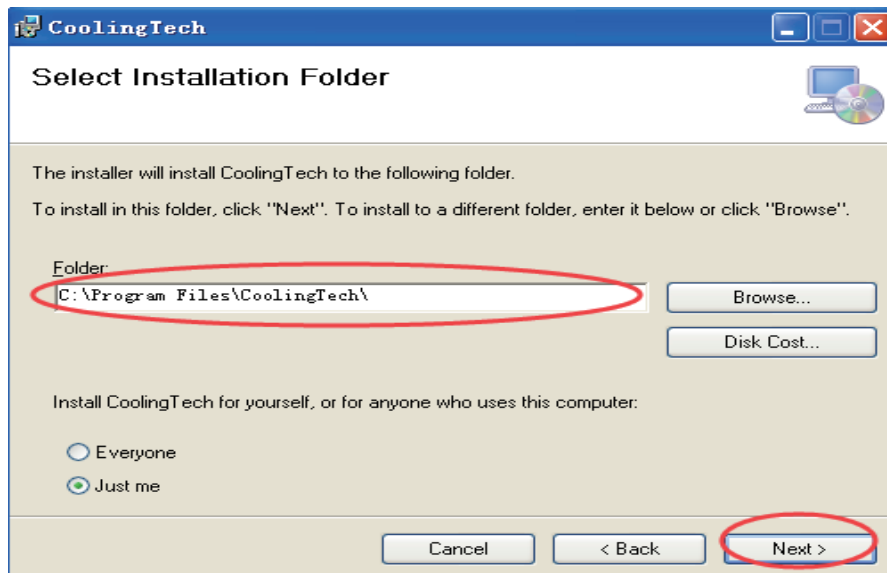 CoolingTech
Select Installation Folder
The installer will install CoolingTech to the following folder.
To install in this folder, click "Next". To install to a different folder, enter it below or click "Browse".
Folder:
C:\Program Files\CoolingTech\
Browse...
Disk Cost...
Install CoolingTech for yourself, or for anyone who uses this computer:
Everyone
Just me
Cancel
< Back
Next >